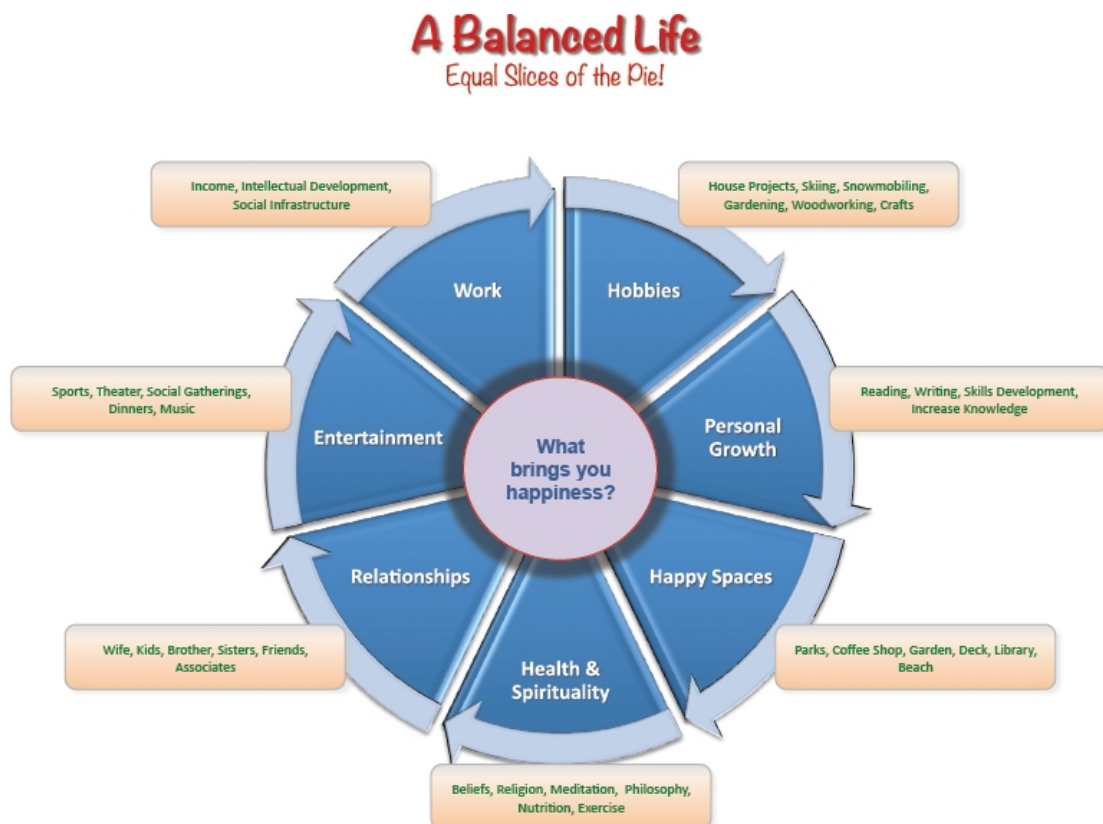 A Balanced Life
Equal Slices of the Pie!
Income, Intellectual Development,
Social Infrastructure
House Projects, Skiing, Snowmobiling,
Gardening, Woodworking, Crafts
Work
Hobbies
Sports, Theater, Social Gatherings,
Dinners, Music
Reading, Writing, Skills Development,
Increase Knowledge
Entertainment
Personal
Growth
What
brings you
happiness?
Relationships
Happy Spaces
Wife, Kids, Brother, Sisters, Friends,
Associates
Parks, Coffee Shop, Garden, Deck, Library,
Beach
Health &
Spirituality
Beliefs, Religion, Meditation, Philosophy,
Nutrition, Exercise